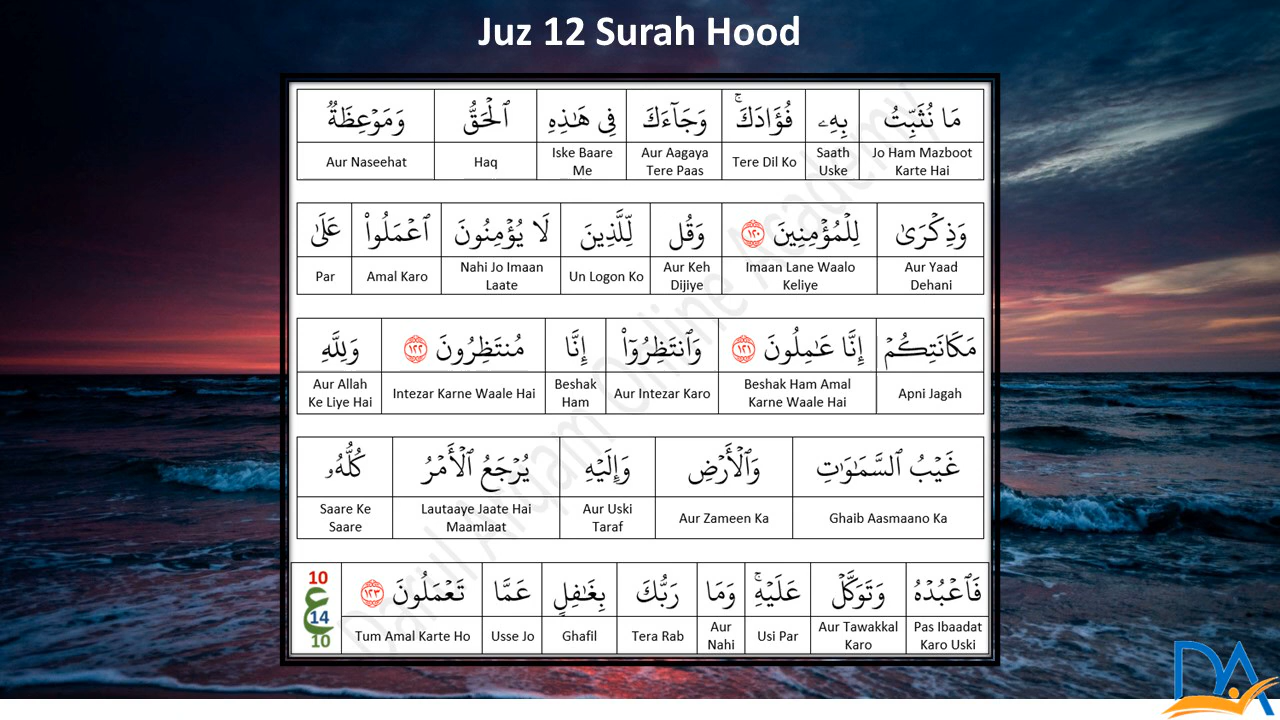 Juz 12 Surah Hood
مَا نُثَبِّتُ بِهِۦ فُؤَادَكَۚ وَجَآءَكَ فِى هَـٰذِهِ ٱلْحَقُّ وَمَوْعِظَةٌ
Jo Ham Mazboot Karte Hai Saath Uske Tere Dil Ko Aur Aagaya Tere Paas Iske Baare Me Haq Aur Naseehat
وَذِكْرَىٰ لِلْمُؤْمِنِينَ ١٢٠ وَقُل لِّلَّذِينَ لَا يُؤْمِنُونَ ٱعْمَلُوا۟ عَلَىٰ
Aur Yaad Dehani Imaan Lane Waalo Keliye Aur Keh Dijiye Un Logon Ko Nahi Jo Imaan Laate Amal Karo Par
مَكَانَتِكُمْ إِنَّا عَـٰمِلُونَ ١٢١ وَٱنتَظِرُوٓا۟ إِنَّا مُنتَظِرُونَ ١٢٢ وَلِلَّهِ
Apni Jagah Beshak Ham Amal Karne Waale Hai Aur Intezar Karo Beshak Ham Intezar Karne Waale Hai Aur Allah Ke Liye Hai
غَيْبُ ٱلسَّمَـٰوَٰتِ وَٱلْأَرْضِ وَإِلَيْهِ يُرْجَعُ ٱلْأَمْرُ كُلُّهُۥ
Ghaib Aasmaano Ka Aur Zameen Ka Aur Uski Taraf Lautaaye Jaate Hai Maamlaat Saare Ke Saare
فَٱعْبُدْهُ وَتَوَكَّلْ عَلَيْهِۚ وَمَا رَبُّكَ بِغَـٰفِلٍ عَمَّا تَعْمَلُونَ ١٢٣ 10 ع 14 10
Pas Ibaadat Karo Uski Aur Tawakkal Karo Usi Par Aur Nahi Tera Rab Ghafil Usse Jo Tum Amal Karte Ho
Darul Arqam Online Academy
DA